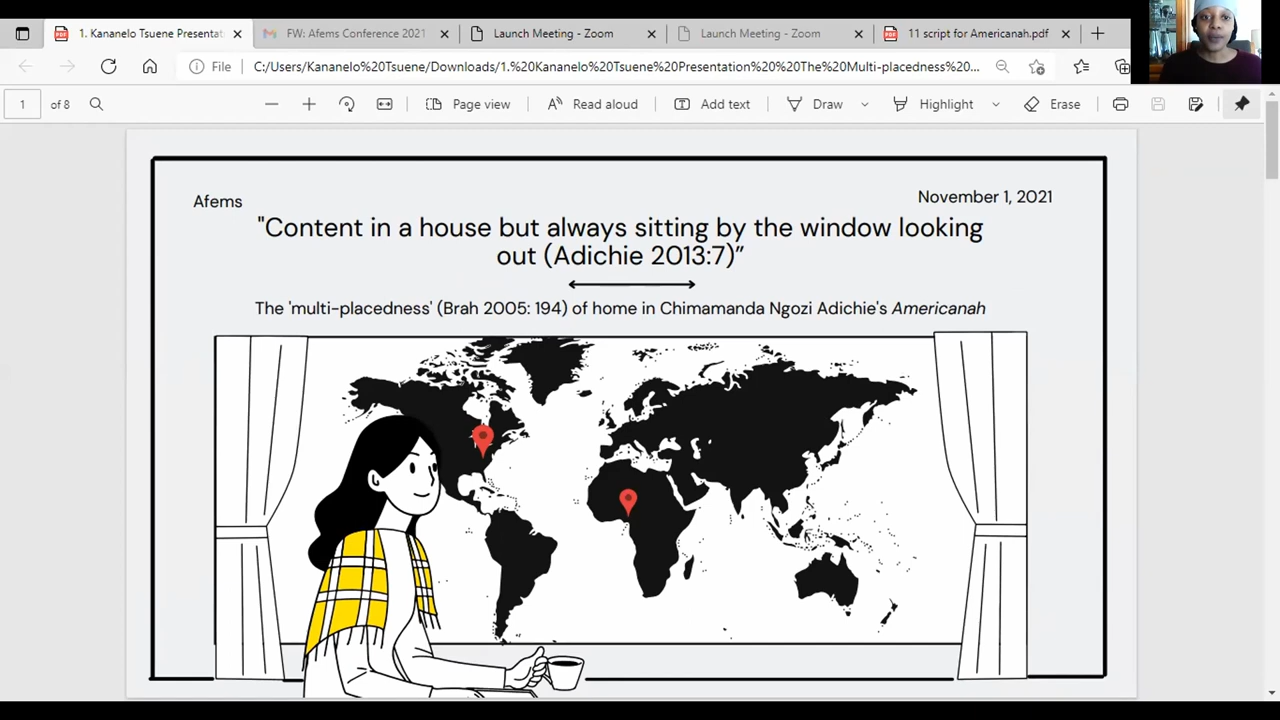 1. Kananelo Tsuene Presentat
FW: Afems Conference 2021
Launch Meeting - Zoom
Launch Meeting - Zoom
11 script for Americanah.pdf
File
C:/Users/Kananelo%20Tsuene/Downloads/1.%20Kananelo%20Tsuene%20Presentation%20%20The%20Multi-placedness%20...
1 of 8
Page view
Read aloud
Add text
Draw
Highlight
Erase
Afems
November 1, 2021
"Content in a house but always sitting by the window looking
out (Adichie 2013:7)”
The 'multi-placedness' (Brah 2005: 194) of home in Chimamanda Ngozi Adichie's Americanah